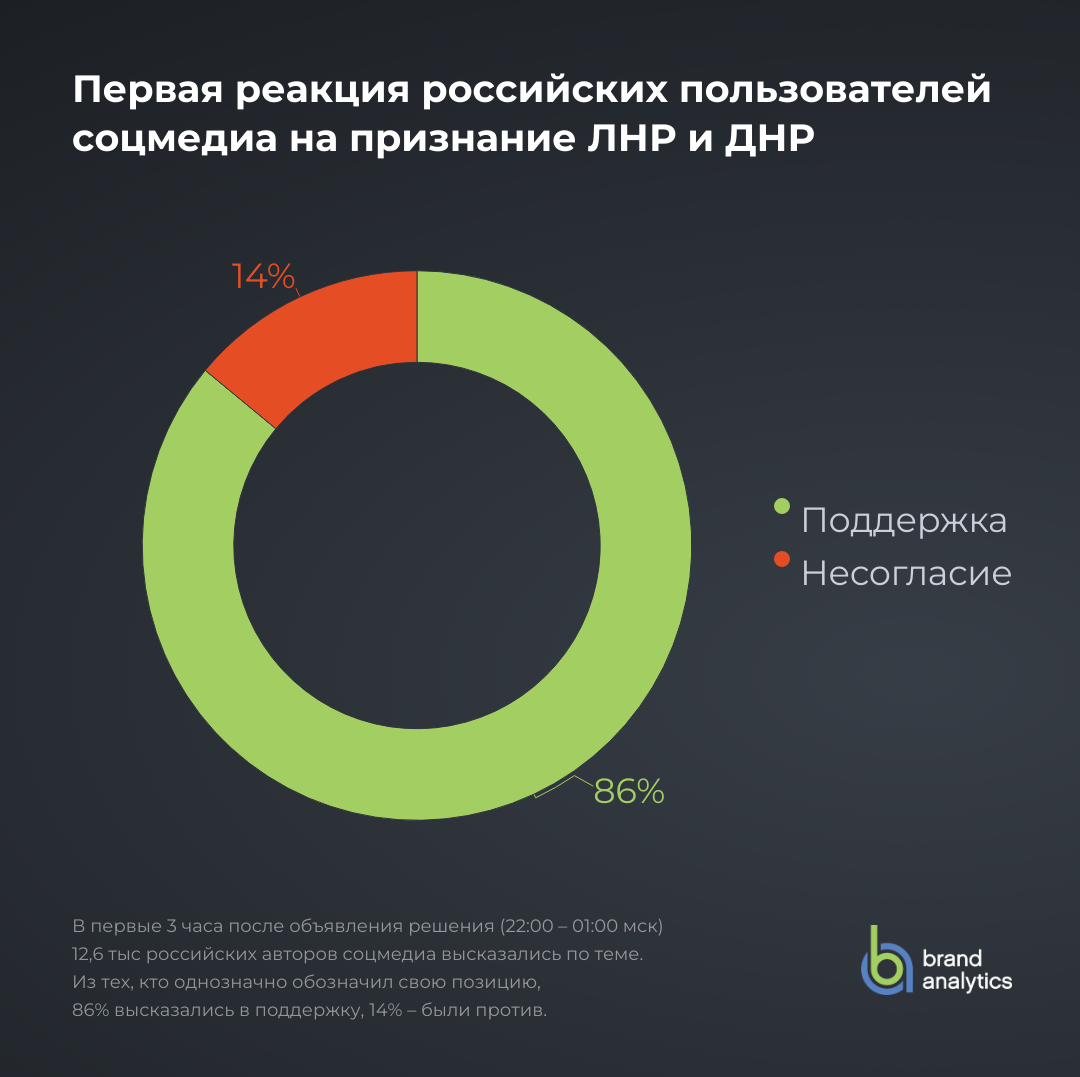 Первая реакция российских пользователей
соцмедиа на признание ЛНР и ДНР
14%
Поддержка
Несогласие
86%
В первые 3 часа после объявления решения (22:00 – 01:00 мск)
12,6 тыс российских авторов соцмедиа высказались по теме.
Из тех, кто однозначно обозначил свою позицию,
86% высказались в поддержку, 14% – были против.
brand
analytics